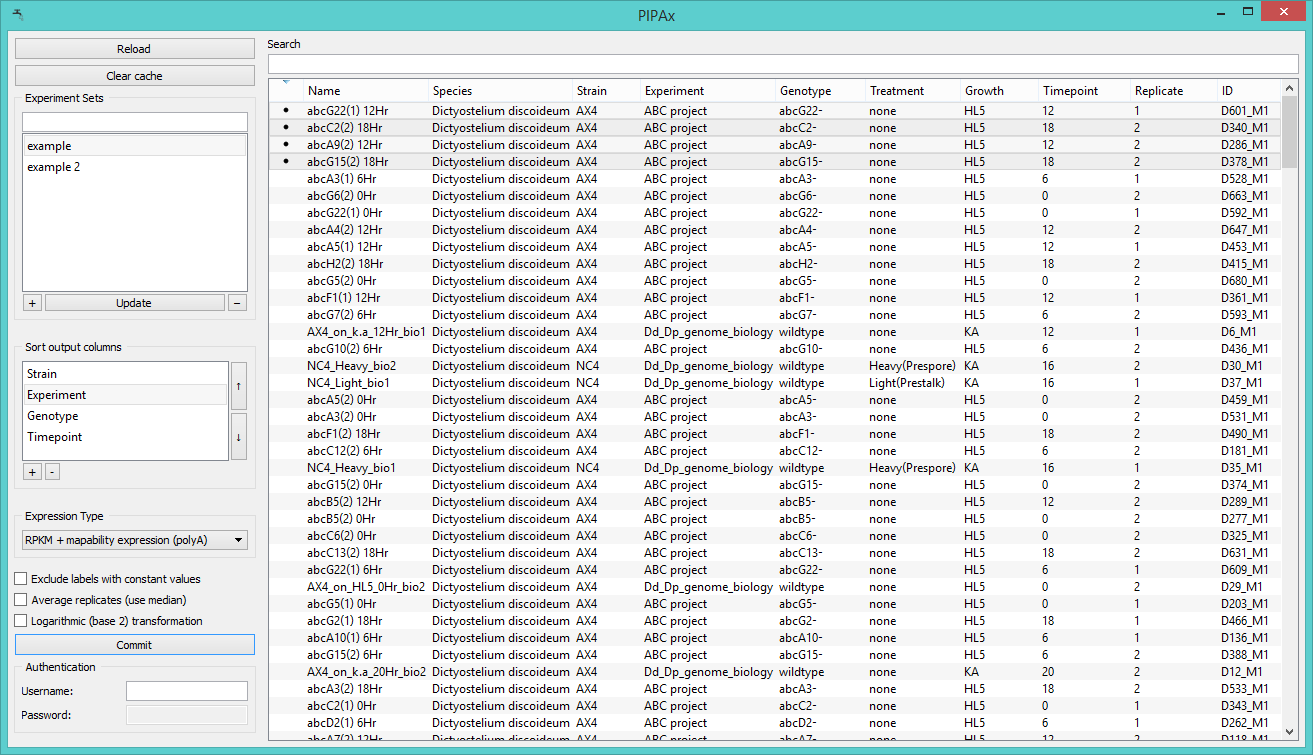 PIPAx
Reload
Clear cache
Experiment Sets
example
example 2
+ Update −
Sort output columns
Strain
Experiment
Genotype
Timepoint
↑
↓
+ -
Expression Type
RPKM + mapability expression (polyA)
Exclude labels with constant values
Average replicates (use median)
Logarithmic (base 2) transformation
Commit
Authentication
Username:
Password:
Search
Name Species Strain Experiment Genotype Treatment Growth Timepoint Replicate ID
abcG22(1) 12Hr Dictyostelium discoideum AX4 ABC project abcG22- none HL5 12 1 D601_M1
abcC2(2) 18Hr Dictyostelium discoideum AX4 ABC project abcC2- none HL5 18 2 D340_M1
abcA9(2) 12Hr Dictyostelium discoideum AX4 ABC project abcA9- none HL5 12 2 D286_M1
abcG15(2) 18Hr Dictyostelium discoideum AX4 ABC project abcG15- none HL5 18 2 D378_M1
abcA3(1) 6Hr Dictyostelium discoideum AX4 ABC project abcA3- none HL5 6 1 D528_M1
abcG6(2) 0Hr Dictyostelium discoideum AX4 ABC project abcG6- none HL5 0 2 D663_M1
abcG22(1) 0Hr Dictyostelium discoideum AX4 ABC project abcG22- none HL5 0 1 D592_M1
abcA4(2) 12Hr Dictyostelium discoideum AX4 ABC project abcA4- none HL5 12 2 D647_M1
abcA5(1) 12Hr Dictyostelium discoideum AX4 ABC project abcA5- none HL5 12 1 D453_M1
abcH2(2) 18Hr Dictyostelium discoideum AX4 ABC project abcH2- none HL5 18 2 D415_M1
abcG5(2) 0Hr Dictyostelium discoideum AX4 ABC project abcG5- none HL5 0 2 D680_M1
abcF1(1) 12Hr Dictyostelium discoideum AX4 ABC project abcF1- none HL5 12 1 D361_M1
abcG7(2) 6Hr Dictyostelium discoideum AX4 ABC project abcG7- none HL5 6 2 D593_M1
AX4_on_k.a_12Hr_bio1 Dictyostelium discoideum AX4 Dd_Dp_genome_biology wildtype none KA 12 1 D6_M1
abcG10(2) 6Hr Dictyostelium discoideum AX4 ABC project abcG10- none HL5 6 2 D436_M1
NC4_Heavy_bio2 Dictyostelium discoideum NC4 Dd_Dp_genome_biology wildtype Heavy(Prespore) KA 16 2 D30_M1
NC4_Light_bio1 Dictyostelium discoideum NC4 Dd_Dp_genome_biology wildtype Light(Prestalk) KA 16 1 D37_M1
abcA5(2) 0Hr Dictyostelium discoideum AX4 ABC project abcA5- none HL5 0 2 D459_M1
abcA3(2) 0Hr Dictyostelium discoideum AX4 ABC project abcA3- none HL5 0 2 D531_M1
abcF1(2) 18Hr Dictyostelium discoideum AX4 ABC project abcF1- none HL5 18 2 D490_M1
abcC12(2) 6Hr Dictyostelium discoideum AX4 ABC project abcC12- none HL5 6 2 D181_M1
NC4_Heavy_bio1 Dictyostelium discoideum NC4 Dd_Dp_genome_biology wildtype Heavy(Prespore) KA 16 1 D35_M1
abcG15(2) 0Hr Dictyostelium discoideum AX4 ABC project abcG15- none HL5 0 2 D374_M1
abcB5(2) 12Hr Dictyostelium discoideum AX4 ABC project abcB5- none HL5 12 2 D289_M1
abcB5(2) 0Hr Dictyostelium discoideum AX4 ABC project abcB5- none HL5 0 2 D277_M1
abcC6(2) 0Hr Dictyostelium discoideum AX4 ABC project abcC6- none HL5 0 2 D325_M1
abcC13(2) 18Hr Dictyostelium discoideum AX4 ABC project abcC13- none HL5 18 2 D631_M1
abcG22(1) 6Hr Dictyostelium discoideum AX4 ABC project abcG22- none HL5 6 1 D609_M1
AX4_on_HL5_0Hr_bio2 Dictyostelium discoideum AX4 Dd_Dp_genome_biology wildtype none HL5 0 2 D29_M1
abcG5(1) 0Hr Dictyostelium discoideum AX4 ABC project abcG5- none HL5 0 1 D203_M1
abcG2(1) 18Hr Dictyostelium discoideum AX4 ABC project abcG2- none HL5 18 1 D466_M1
abcA10(1) 6Hr Dictyostelium discoideum AX4 ABC project abcA10- none HL5 6 1 D136_M1
abcG15(2) 6Hr Dictyostelium discoideum AX4 ABC project abcG15- none HL5 6 2 D388_M1
AX4_on_k.a_20Hr_bio2 Dictyostelium discoideum AX4 Dd_Dp_genome_biology wildtype none KA 20 2 D12_M1
abcA3(2) 18Hr Dictyostelium discoideum AX4 ABC project abcA3- none HL5 18 2 D533_M1
abcC2(1) 0Hr Dictyostelium discoideum AX4 ABC project abcC2- none HL5 0 1 D343_M1
abcD2(1) 6Hr Dictyostelium discoideum AX4 ABC project abcD2- none HL5 6 1 D262_M1
abcA7(2) 12Hr Dictyostelium discoideum AX4 ABC project abcA7- none HL5 12 2 D118_M1